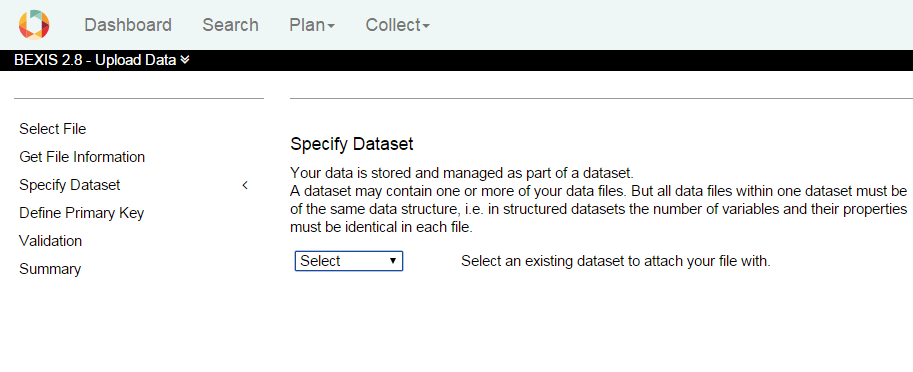 Dashboard Search Plan Collect
BEXIS 2.8 - Upload Data
Select File
Get File Information
Specify Dataset <
Define Primary Key
Validation
Summary
Specify Dataset
Your data is stored and managed as part of a dataset.
A dataset may contain one or more of your data files. But all data files within one dataset must be
of the same data structure, i.e. in structured datasets the number of variables and their properties
must be identical in each file.
Select Select an existing dataset to attach your file with.